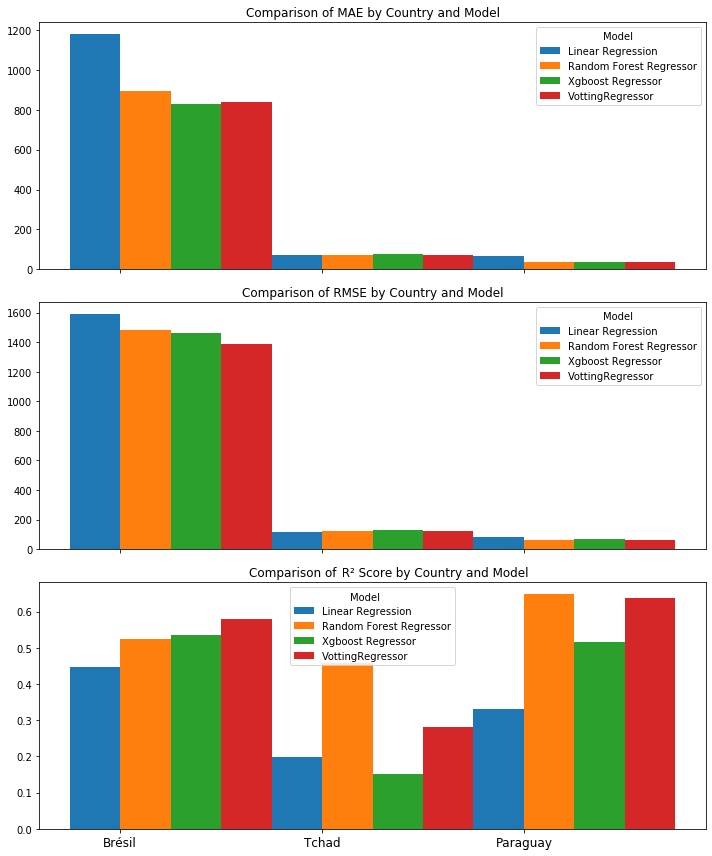 Comparison of MAE by Country and Model
1200
1000
800
600
400
200
0
Model
Linear Regression
Random Forest Regressor
Xgboost Regressor
VottingRegressor
Comparison of RMSE by Country and Model
1600
1400
1200
1000
800
600
400
200
0
Model
Linear Regression
Random Forest Regressor
Xgboost Regressor
VottingRegressor
Comparison of R² Score by Country and Model
0.6
0.5
0.4
0.3
0.2
0.1
0.0
Model
Linear Regression
Random Forest Regressor
Xgboost Regressor
VottingRegressor
Brésil Tchad Paraguay